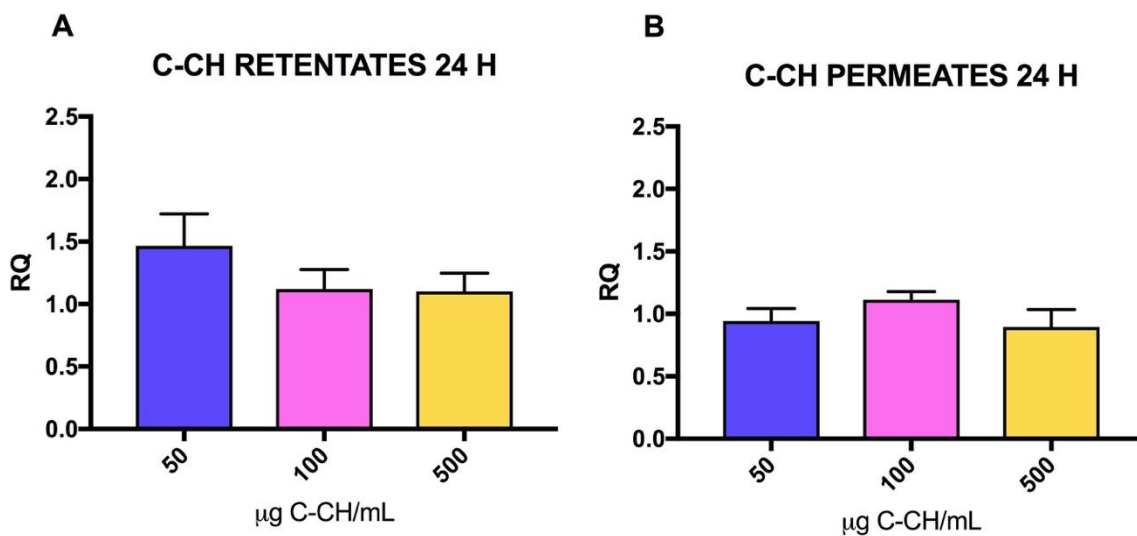 A
C-CH RETENTATES 24 H
2.5
2.0
1.5
1.0
0.5
0.0
RQ
50
100
500
μg C-CH/mL
B
C-CH PERMEATES 24 H
2.5
2.0
1.5
1.0
0.5
0.0
RQ
50
100
500
μg C-CH/mL